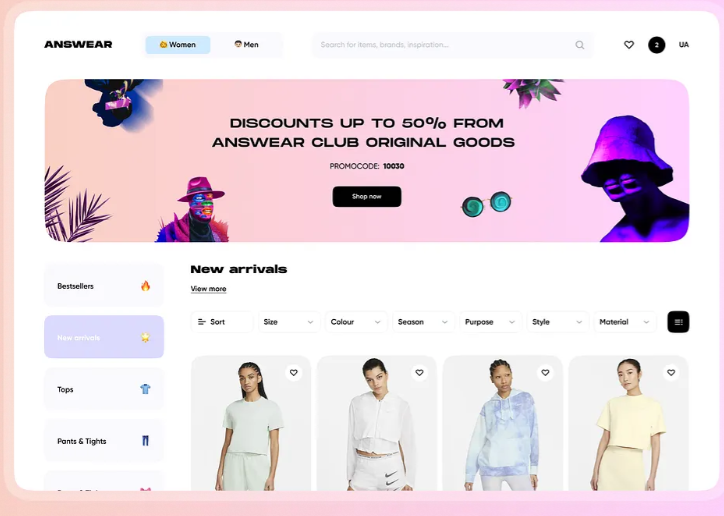 ANSWEAR
Women
Men
Search for items, brands, inspiration...
2
UA
DISCOUNTS UP TO 50% FROM
ANSWEAR CLUB ORIGINAL GOODS
PROMOCODE: 10030
Shop now
Bestsellers
New arrivals
Tops
Pants & Tights
New arrivals
View more
Sort
Size
Colour
Season
Purpose
Style
Material